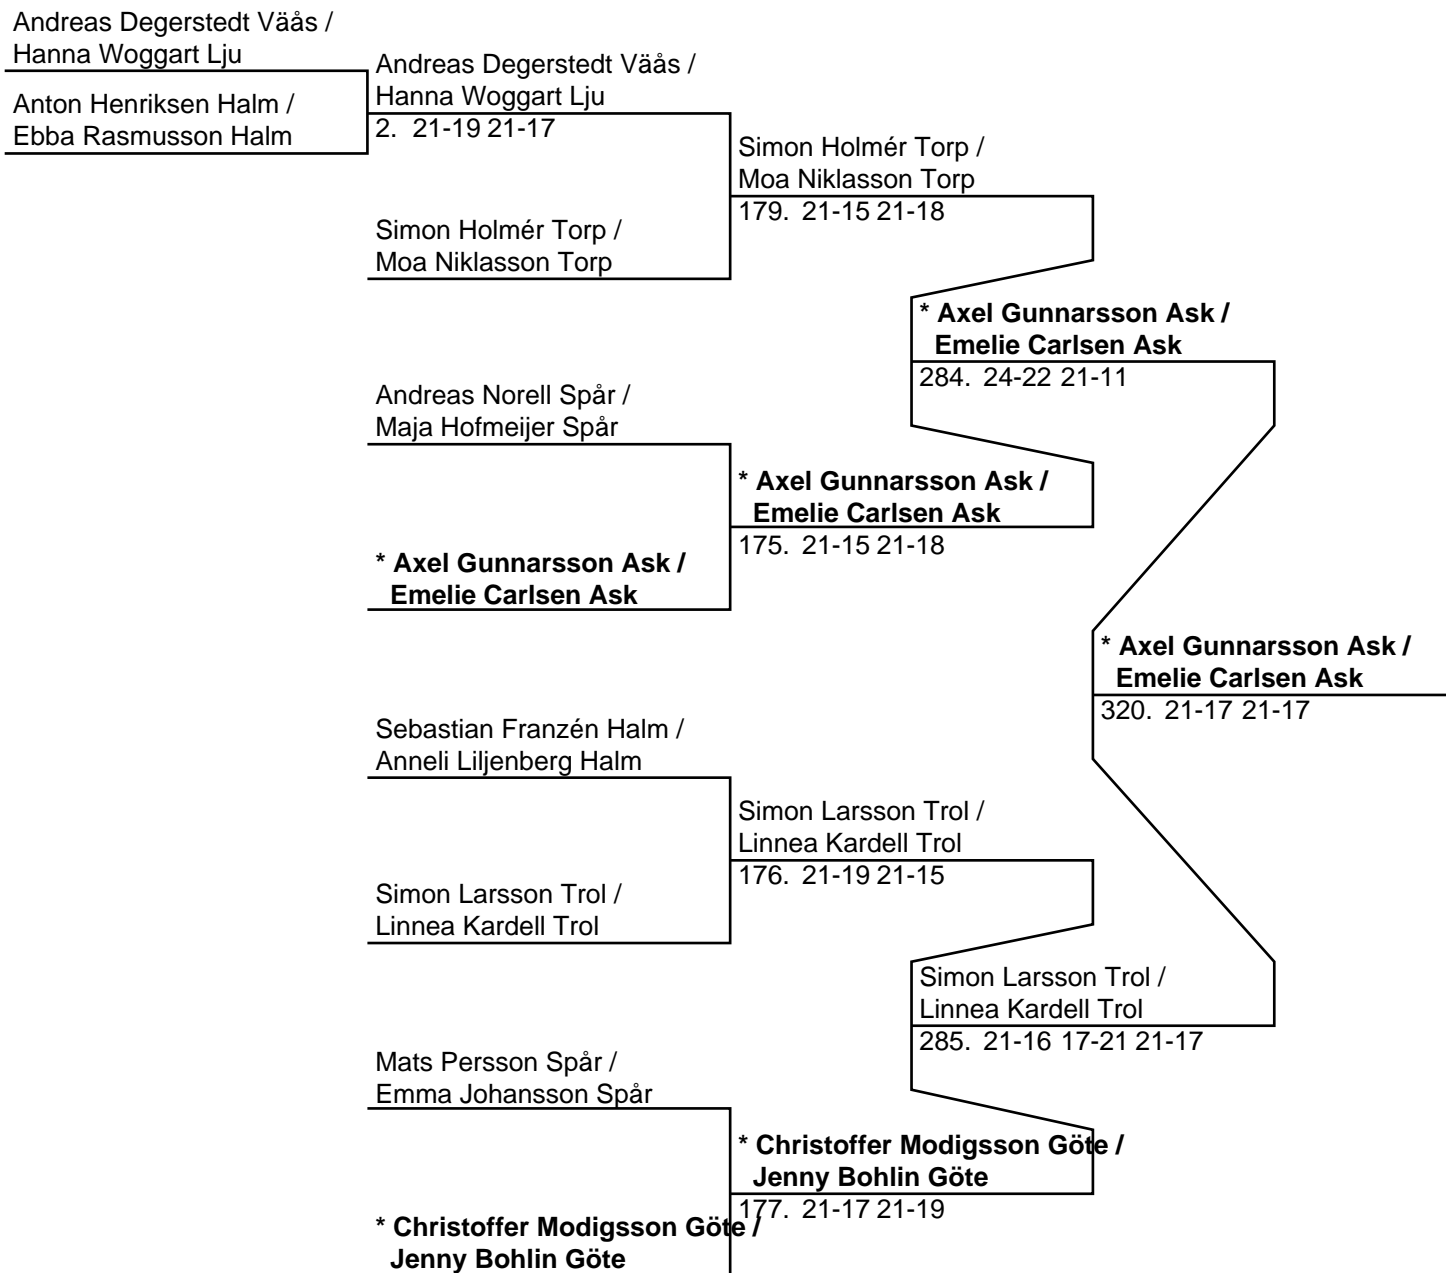 Andreas Degerstedt Väås /
Hanna Woggart Lju
Anton Henriksen Halm /
Ebba Rasmusson Halm
Andreas Degerstedt Väås /
Hanna Woggart Lju
2. 21-19 21-17
Simon Holmér Torp /
Moa Niklasson Torp
Simon Holmér Torp /
Moa Niklasson Torp
179. 21-15 21-18
Andreas Norell Spår /
Maja Hofmeijer Spår
* Axel Gunnarsson Ask /
Emelie Carlsen Ask
* Axel Gunnarsson Ask /
Emelie Carlsen Ask
175. 21-15 21-18
* Axel Gunnarsson Ask /
Emelie Carlsen Ask
284. 24-22 21-11
Sebastian Franzén Halm /
Anneli Liljenberg Halm
Simon Larsson Trol /
Linnea Kardell Trol
Simon Larsson Trol /
Linnea Kardell Trol
176. 21-19 21-15
Mats Persson Spår /
Emma Johansson Spår
* Christoffer Modigsson Göte /
Jenny Bohlin Göte
* Christoffer Modigsson Göte /
Jenny Bohlin Göte
177. 21-17 21-19
Simon Larsson Trol /
Linnea Kardell Trol
285. 21-16 17-21 21-17
* Axel Gunnarsson Ask /
Emelie Carlsen Ask
320. 21-17 21-17